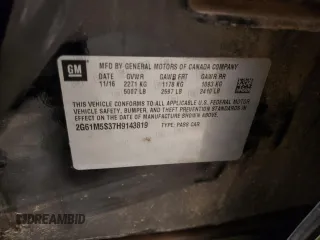 GM
MFD BY GENERAL MOTORS OF CANADA COMPANY
DATE GVWR GAWR FRT GAWR RR
11/16 2271 KG 1178 KG 1093 KG
5007 LB 2597 LB 2410 LB
THIS VEHICLE CONFORMS TO ALL APPLICABLE U.S. FEDERAL MOTOR
VEHICLE SAFETY, BUMPER, AND THEFT PREVENTION STANDARDS IN
EFFECT ON THE DATE OF MANUFACTURE SHOWN ABOVE.
2G61M5S37H9143819 TYPE: PASS CAR
DREAMBID